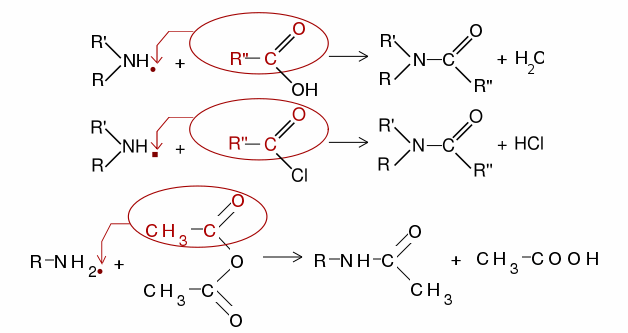 R' O R' O
NH + R"–C → N–C + H₂O
R OH R R"
R' O R' O
NH + R"–C → N–C + HCl
R Cl R R"
O O
CH₃–C
R–NH₂ + O → R–NH–C + CH₃–COOH
CH₃–C CH₃
O